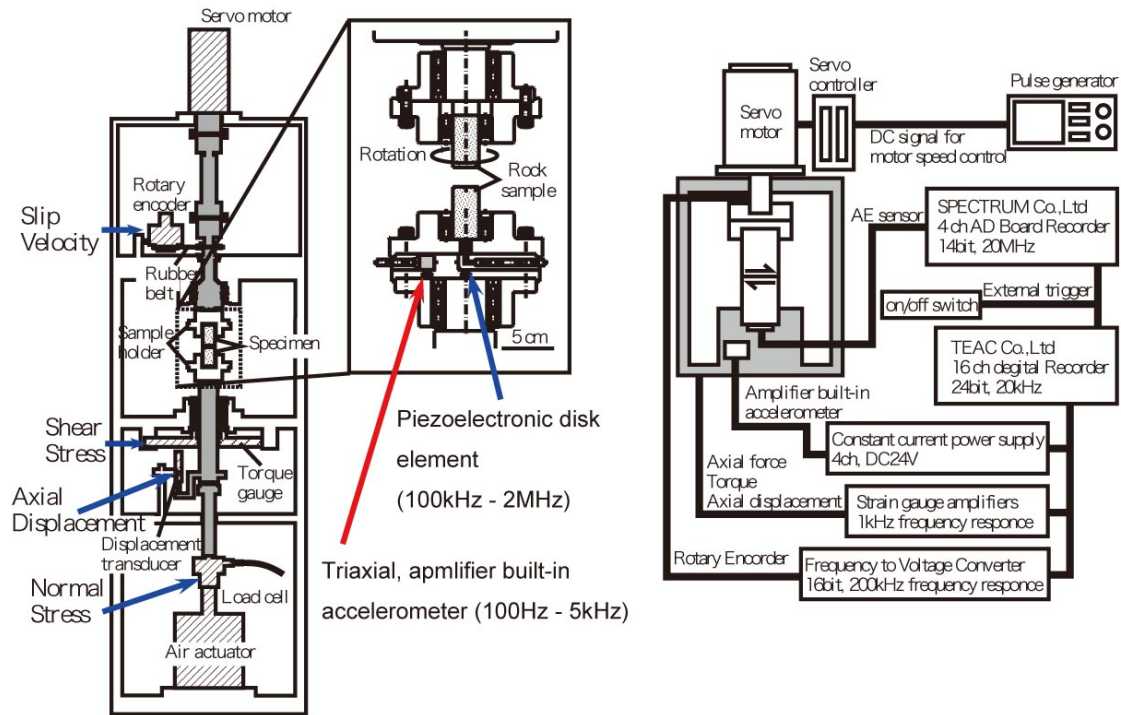 Servo motor
Rotary
encoder
Slip
Velocity
Rubber
belt
Sample
holder
Specimen
Shear
Stress
Torque
gauge
Axial
Displacement
Displacement
transducer
Normal
Stress
Load cell
Air actuator
Rotation
Rock
sample
5 cm
Piezoelectronic disk
element
(100kHz - 2MHz)
Triaxial, apmlifier built-in
accelerometer (100Hz - 5kHz)
Servo
controller
Pulse generator
Servo
motor
DC signal for
motor speed control
AE sensor
SPECTRUM Co.,Ltd
4 ch AD Board Recorder
14bit, 20MHz
on/off switch
External trigger
TEAC Co.,Ltd
16 ch degital Recorder
24bit, 20kHz
Amplifier built-in
accelerometer
Constant current power supply
4ch, DC24V
Axial force
Torque
Axial displacement
Strain gauge amplifiers
1kHz frequency responce
Rotary Encorder
Frequency to Voltage Converter
16bit, 200kHz frequency responce